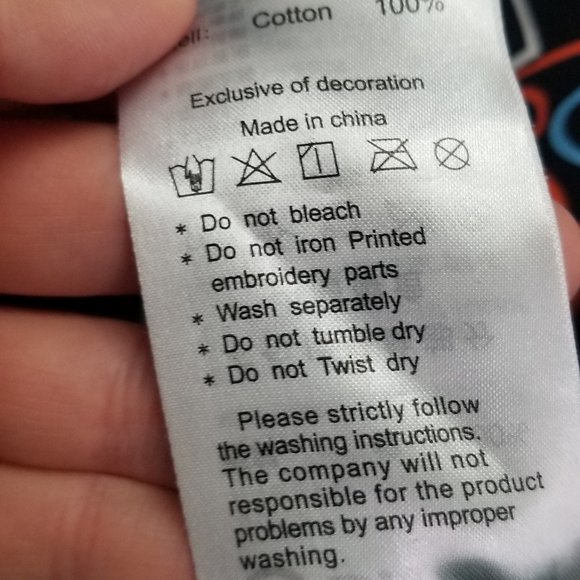 ell: Cotton 100%
Exclusive of decoration
Made in china
* Do not bleach
* Do not iron Printed
embroidery parts
* Wash separately
* Do not tumble dry
* Do not Twist dry
Please strictly follow
the washing instructions.
The company will not
responsible for the product
problems by any improper
washing.